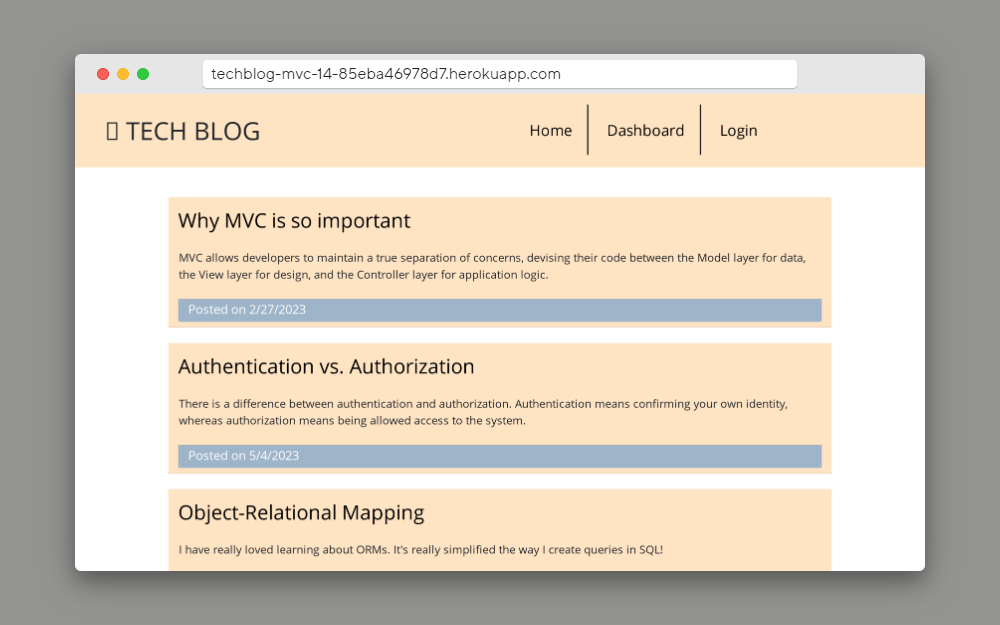 techblog-mvc-14-85eba46978d7.herokuapp.com
TECH BLOG
Home
Dashboard
Login
Why MVC is so important
MVC allows developers to maintain a true separation of concerns, devising their code between the Model layer for data,
the View layer for design, and the Controller layer for application logic.
Posted on 2/27/2023
Authentication vs. Authorization
There is a difference between authentication and authorization. Authentication means confirming your own identity,
whereas authorization means being allowed access to the system.
Posted on 5/4/2023
Object-Relational Mapping
I have really loved learning about ORMs. It's really simplified the way I create queries in SQL!